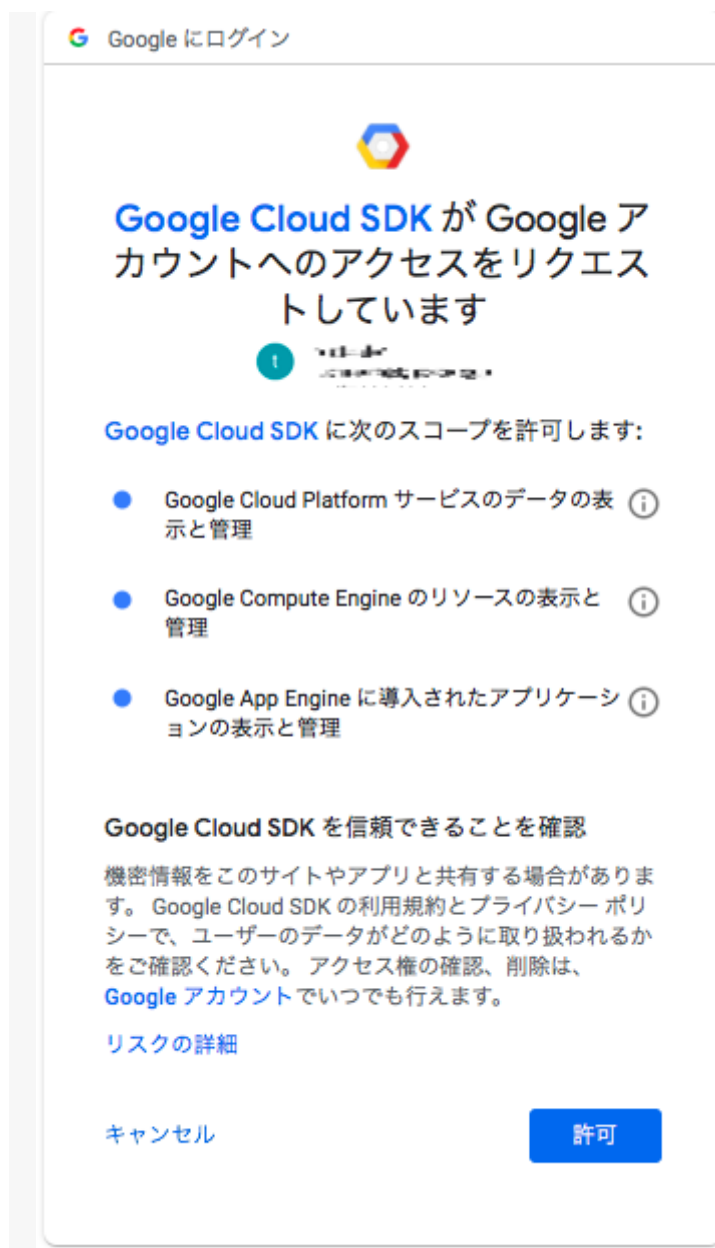 Google にログイン
Google Cloud SDK が Google ア
カウントへのアクセスをリクエス
トしています
t
Google Cloud SDK に次のスコープを許可します:
Google Cloud Platform サービスのデータの表
示と管理
Google Compute Engine のリソースの表示と
管理
Google App Engine に導入されたアプリケーシ
ョンの表示と管理
Google Cloud SDK を信頼できることを確認
機密情報をこのサイトやアプリと共有する場合がありま
す。 Google Cloud SDK の利用規約とプライバシー ポリ
シーで、ユーザーのデータがどのように取り扱われるか
をご確認ください。 アクセス権の確認、削除は、
Google アカウントでいつでも行えます。
リスクの詳細
キャンセル
許可